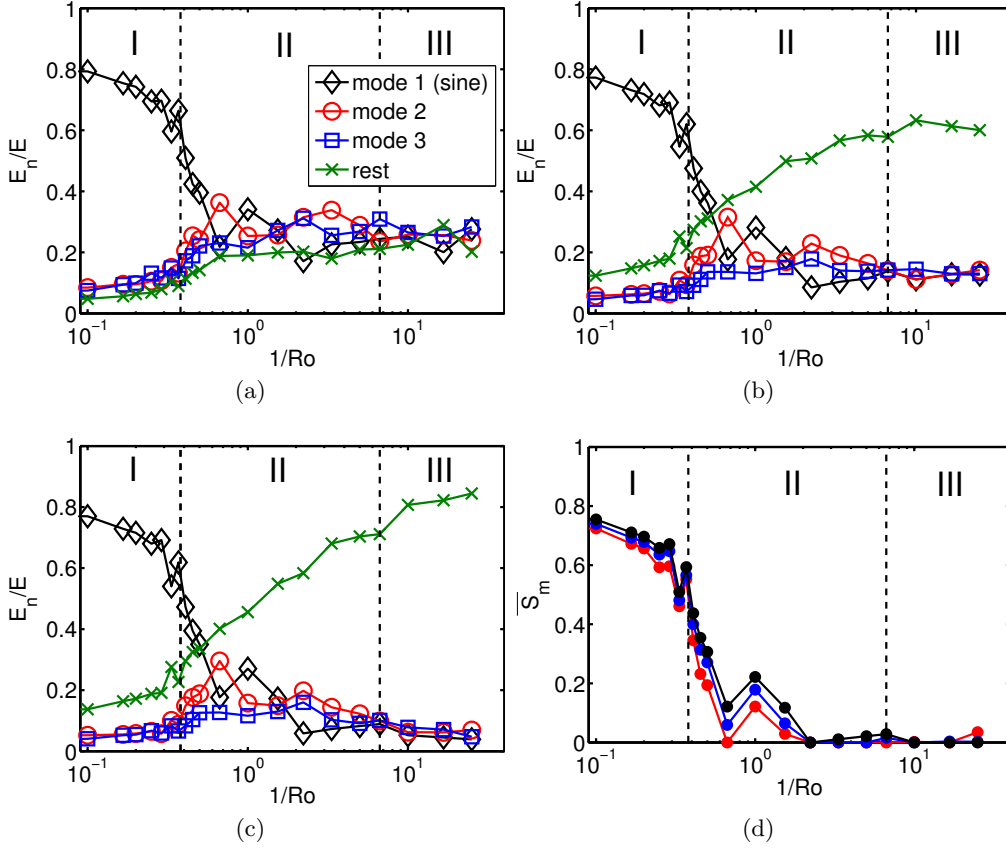 I II III
1
0.8
0.6
0.4
0.2
0
E_n/E
mode 1 (sine)
mode 2
mode 3
rest
10^-1 10^0 10^1
1/Ro
(a)
I II III
1
0.8
0.6
0.4
0.2
0
E_n/E
10^-1 10^0 10^1
1/Ro
(b)
I II III
1
0.8
0.6
0.4
0.2
0
E_n/E
10^-1 10^0 10^1
1/Ro
(c)
I II III
1
0.8
0.6
0.4
0.2
0
S̅_m
10^-1 10^0 10^1
1/Ro
(d)